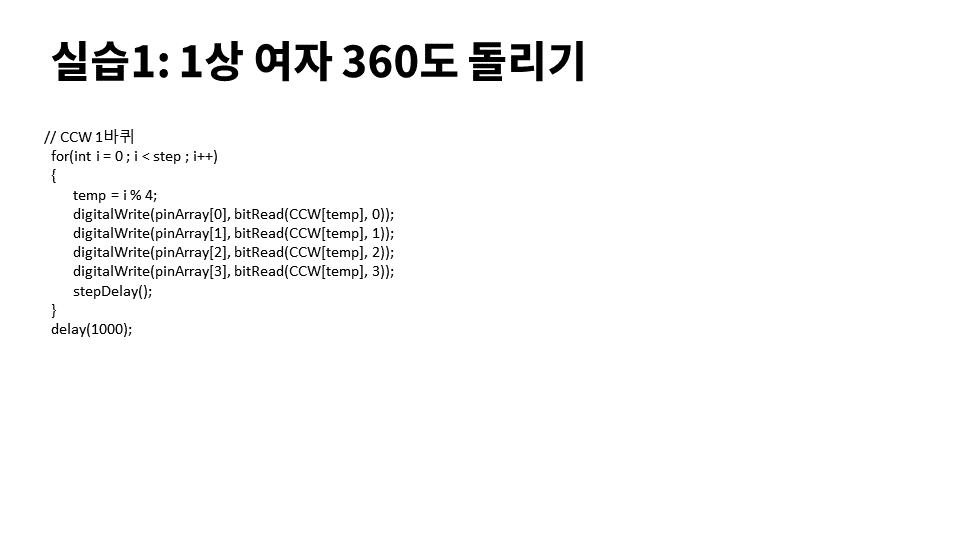 실습1: 1상 여자 360도 돌리기
// CCW 1바퀴
for(int i = 0 ; i < step ; i++)
{
temp = i % 4;
digitalWrite(pinArray[0], bitRead(CCW[temp], 0));
digitalWrite(pinArray[1], bitRead(CCW[temp], 1));
digitalWrite(pinArray[2], bitRead(CCW[temp], 2));
digitalWrite(pinArray[3], bitRead(CCW[temp], 3));
stepDelay();
}
delay(1000);